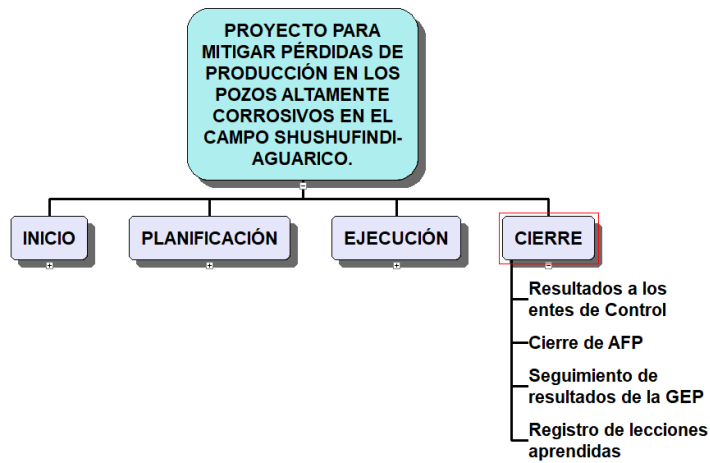 PROYECTO PARA
MITIGAR PÉRDIDAS DE
PRODUCCIÓN EN LOS
POZOS ALTAMENTE
CORROSIVOS EN EL
CAMPO SHUSHUFINDI-
AGUARICO.
INICIO
PLANIFICACIÓN
EJECUCIÓN
CIERRE
Resultados a los
entes de Control
Cierre de AFP
Seguimiento de
resultados de la GEP
Registro de lecciones
aprendidas